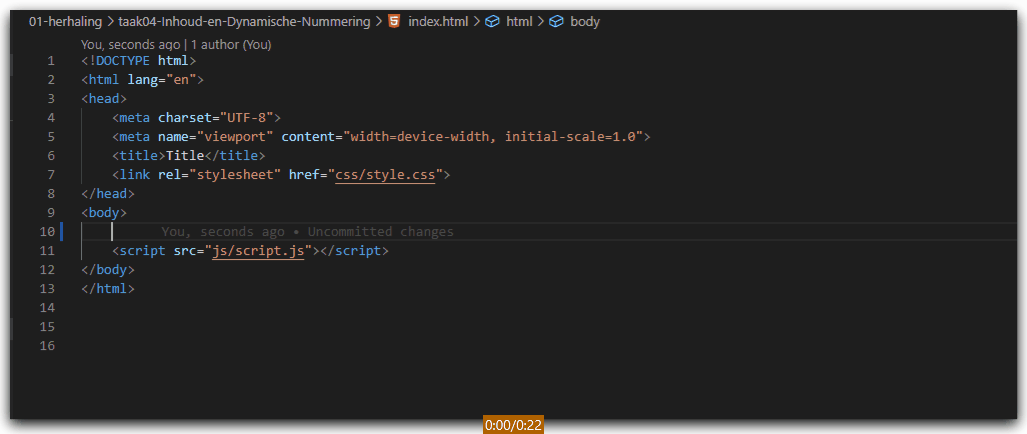 01-herhaling > taak04-Inhoud-en-Dynamische-Nummering > index.html > html > body
You, seconds ago | 1 author (You)
1 <!DOCTYPE html>
2 <html lang="en">
3 <head>
4 <meta charset="UTF-8">
5 <meta name="viewport" content="width=device-width, initial-scale=1.0">
6 <title>Title</title>
7 <link rel="stylesheet" href="css/style.css">
8 </head>
9 <body>
10 You, seconds ago • Uncommitted changes
11 <script src="js/script.js"></script>
12 </body>
13 </html>
14
15
16
0:00/0:22